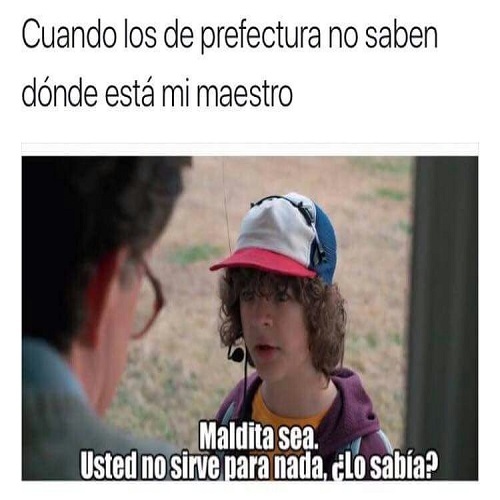 Cuando los de prefectura no saben
dónde está mi maestro
Maldita sea.
Usted no sirve para nada, ¿Lo sabía?